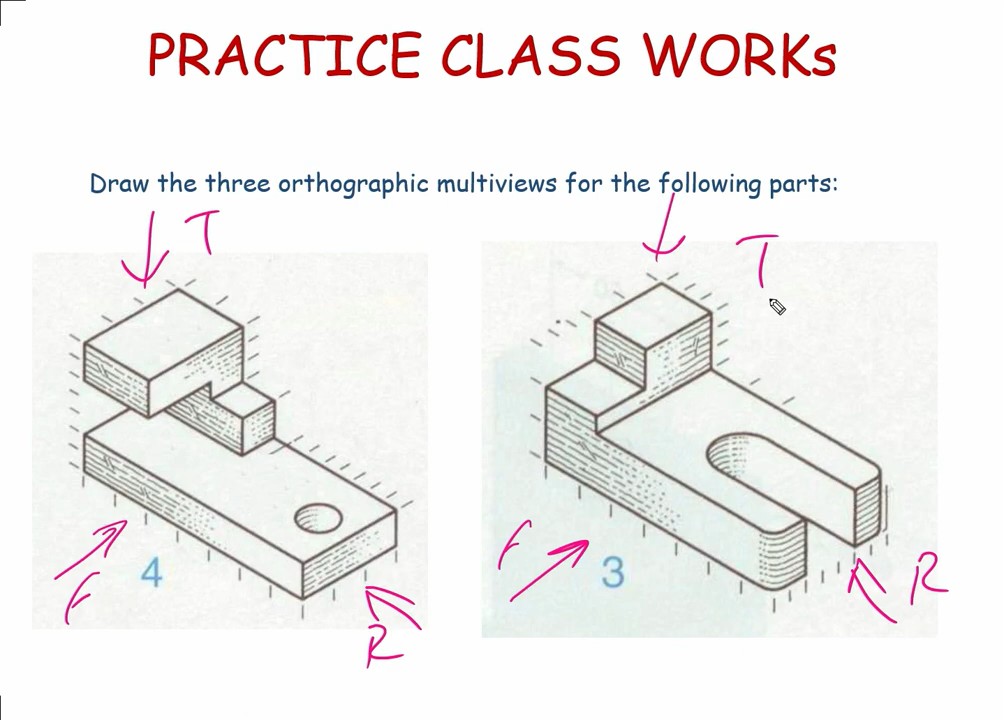 PRACTICE CLASS WORKs
Draw the three orthographic multiviews for the following parts:
T
T
F
4
R
F
3
R